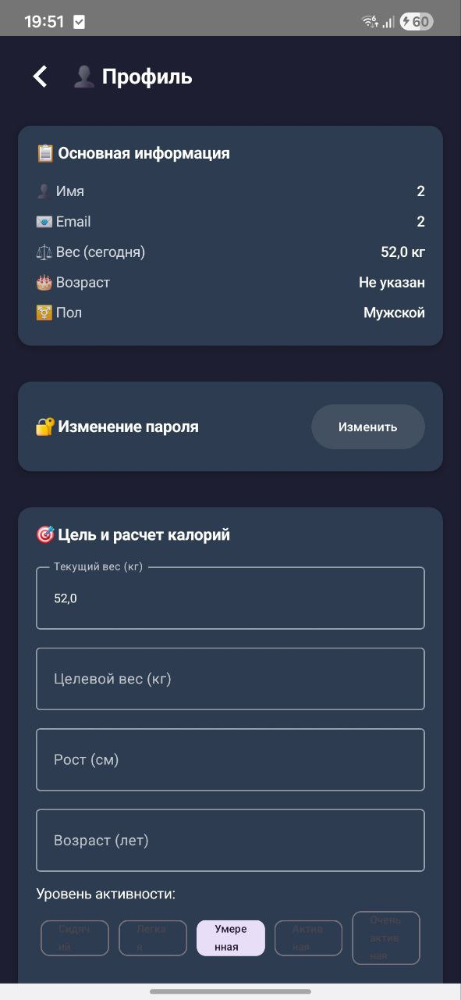 19:51
60
Профиль
Основная информация
Имя 2
Email 2
Вес (сегодня) 52,0 кг
Возраст Не указан
Пол Мужской
Изменение пароля Изменить
Цель и расчет калорий
Текущий вес (кг)
52,0
Целевой вес (кг)
Рост (см)
Возраст (лет)
Уровень активности:
Сидяч
ий
Легка
я
Умере
нная
Актив
ная
Очень
актив
ная